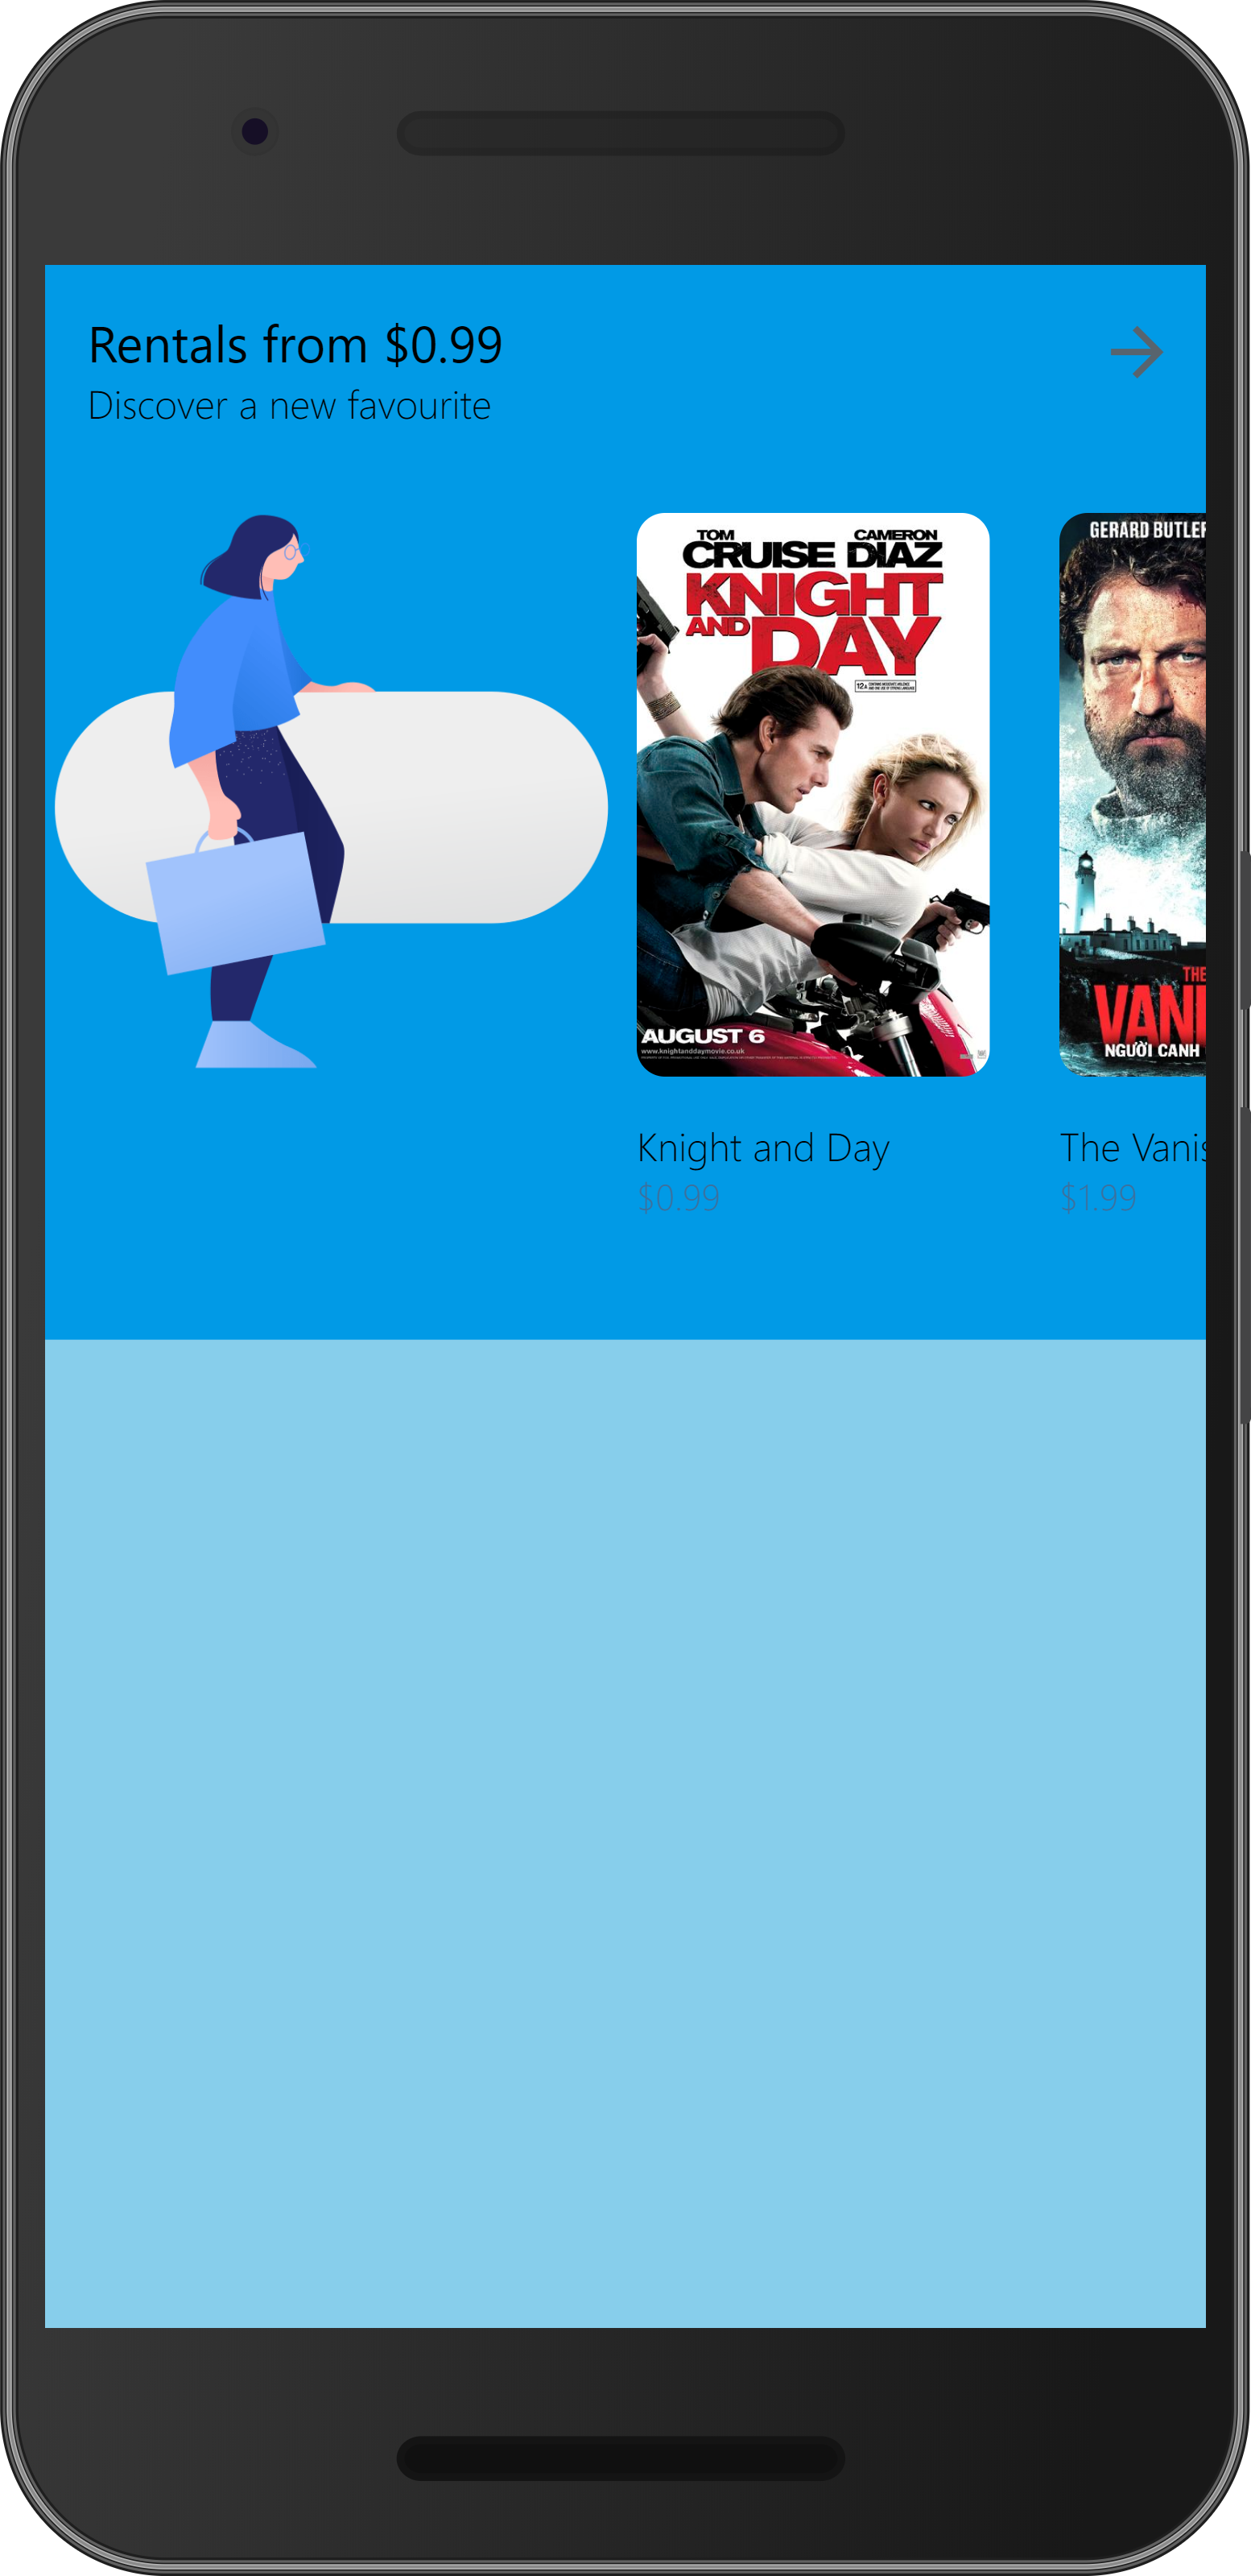 Rentals from $0.99
Discover a new favourite
TOM CAMERON
CRUISE DIAZ
KNIGHT
AND DAY
12A
AUGUST 6
www.knightanddaymovie.co.uk
GERARD BUTLER
THE
VANI
NGƯỜI CANH
Knight and Day
$0.99
The Vanis
$1.99